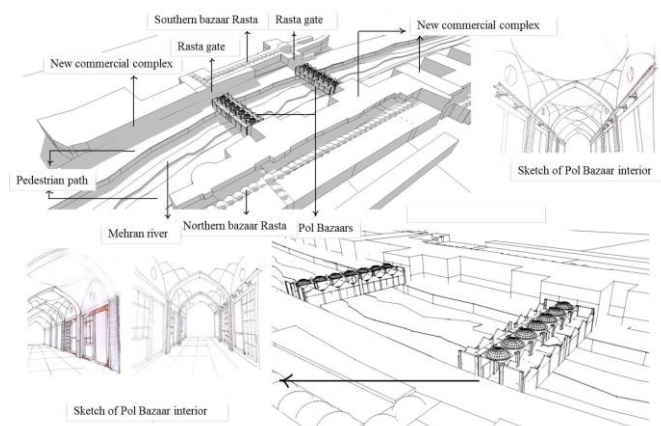 Southern bazaar Rasta
Rasta gate
New commercial complex
Rasta gate
New commercial complex
Sketch of Pol Bazaar interior
Pedestrian path
Mehran river
Northern bazaar Rasta
Pol Bazaars
Sketch of Pol Bazaar interior